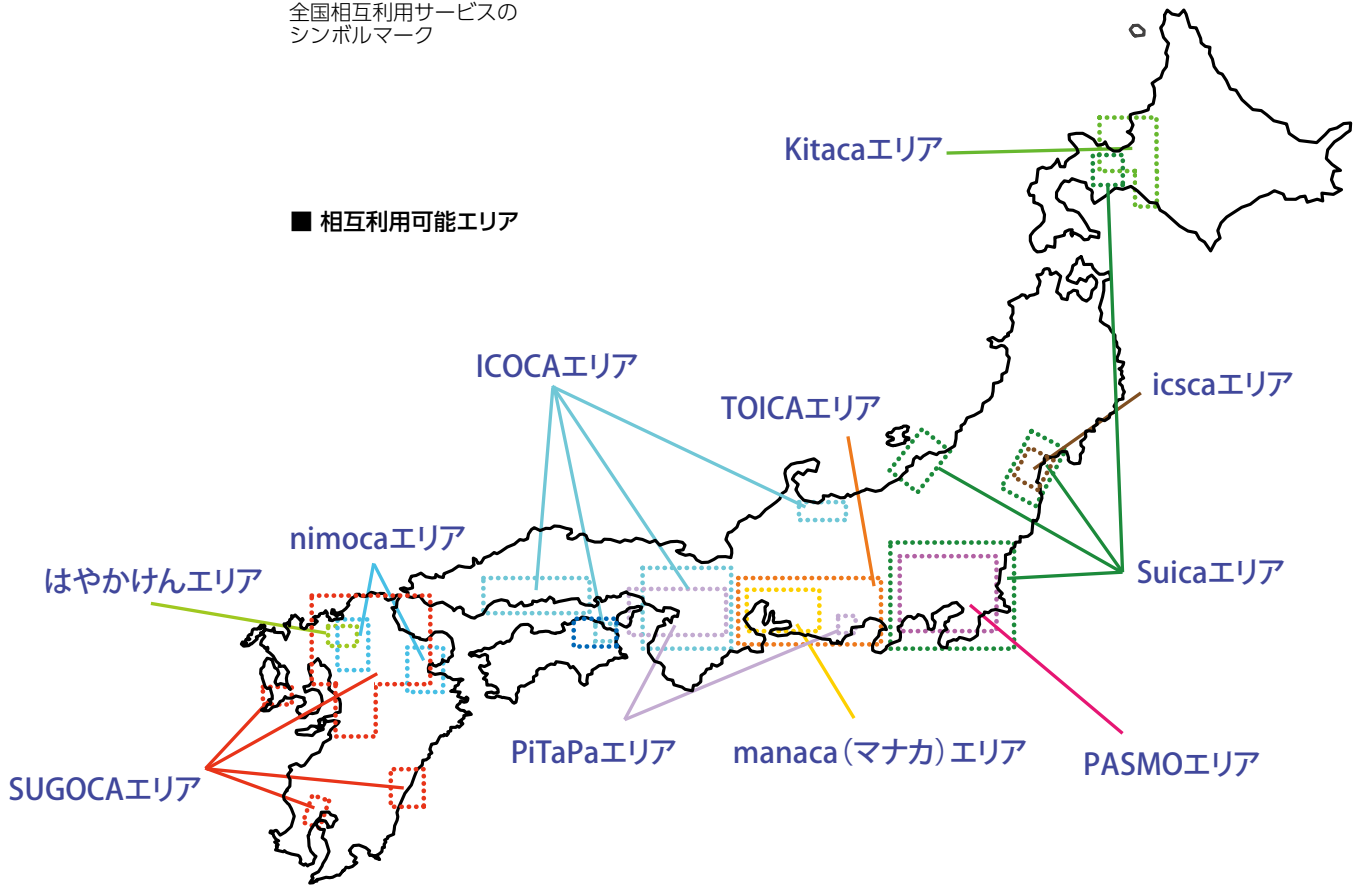 全国相互利用サービスの
シンボルマーク
Kitacaエリア
■ 相互利用可能エリア
ICOCAエリア
icscaエリア
TOICAエリア
nimocaエリア
はやかけんエリア
Suicaエリア
PiTaPaエリア
manaca（マナカ）エリア
PASMOエリア
SUGOCAエリア